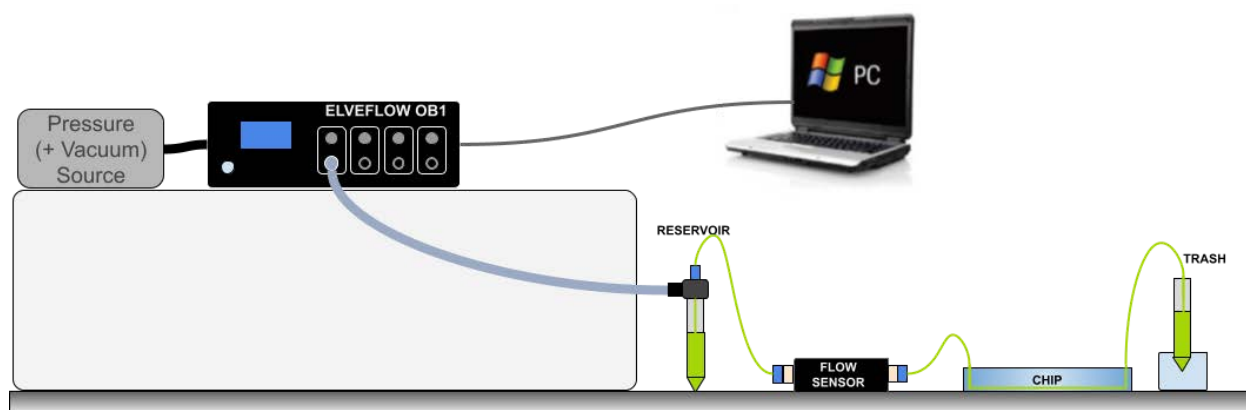 ELVEFLOW OB1
PC
Pressure
(+ Vacuum)
Source
RESERVOIR
TRASH
FLOW
SENSOR
CHIP